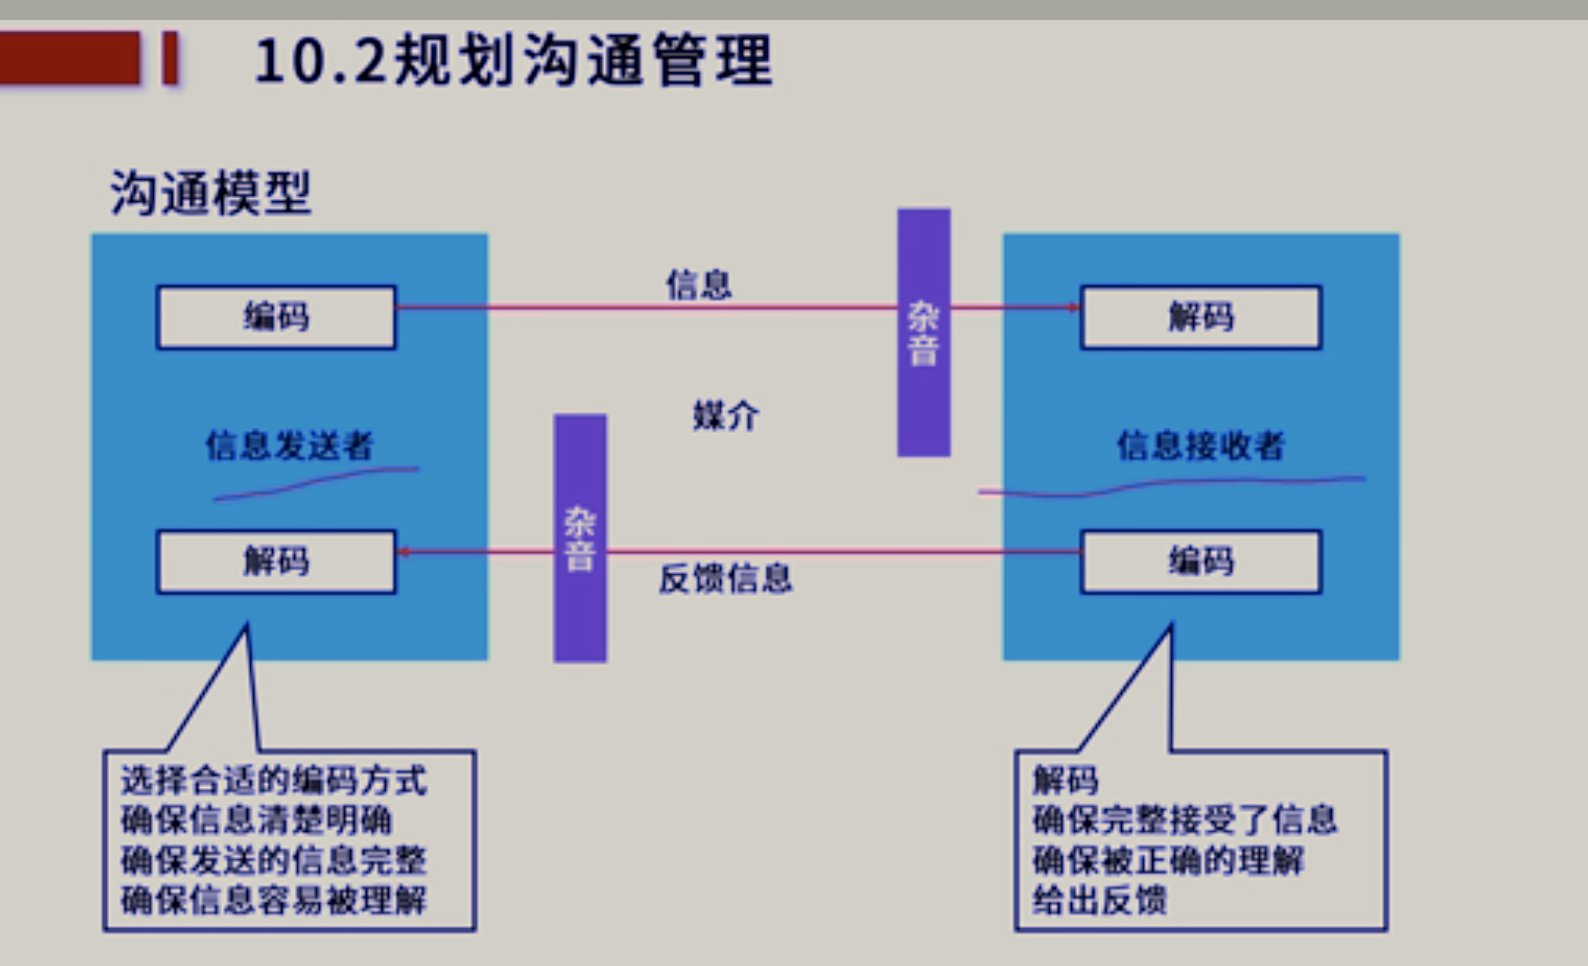 10.2规划沟通管理
沟通模型
编码
信息
杂音
解码
媒介
信息发送者
信息接收者
杂音
解码
反馈信息
编码
选择合适的编码方式
确保信息清楚明确
确保发送的信息完整
确保信息容易被理解
解码
确保完整接受了信息
确保被正确的理解
给出反馈